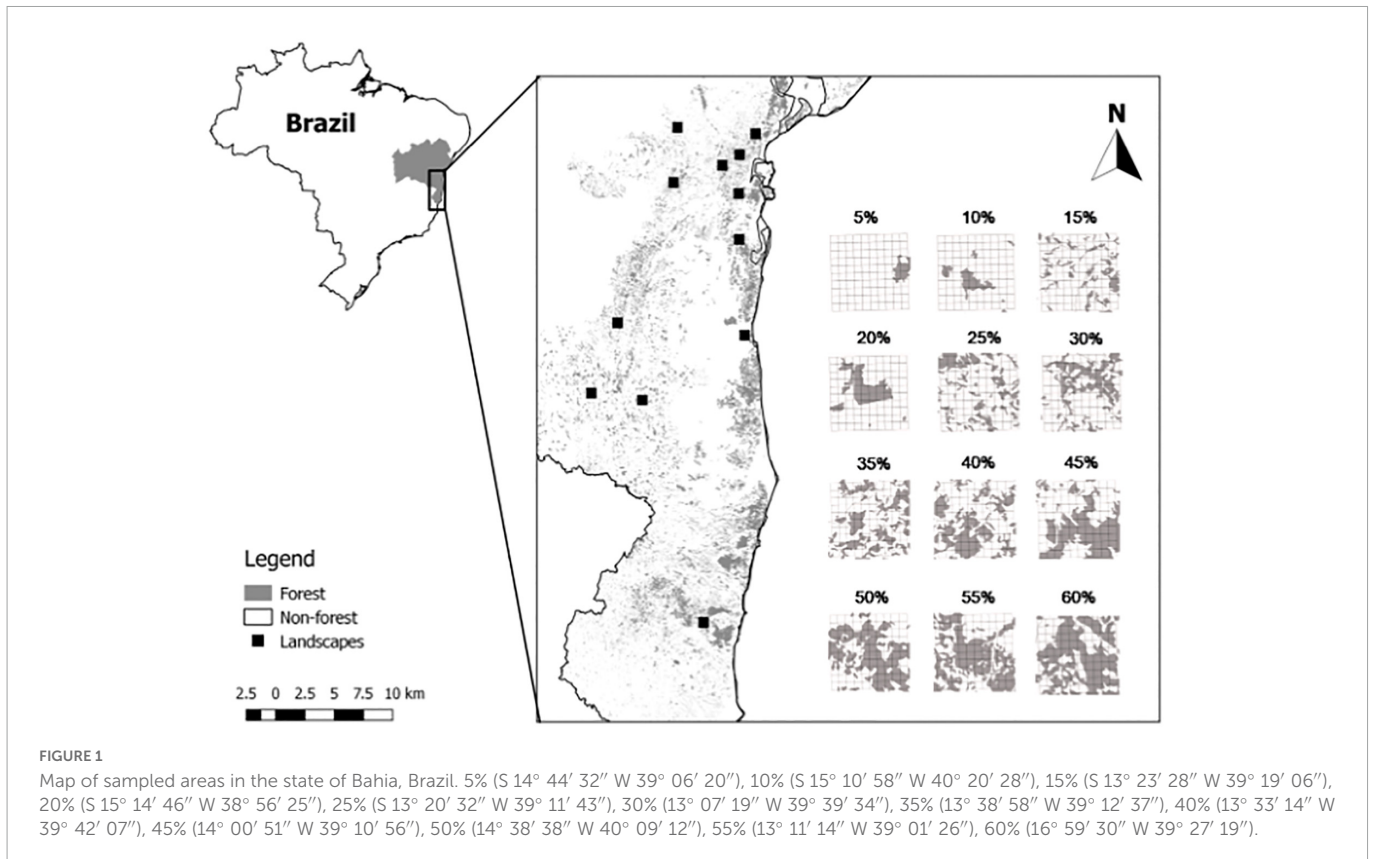 Brazil
N
5% 10% 15%
20% 25% 30%
35% 40% 45%
50% 55% 60%
Legend
Forest
Non-forest
Landscapes
2.5 0 2.5 5 7.5 10 km
FIGURE 1
Map of sampled areas in the state of Bahia, Brazil. 5% (S 14° 44′ 32″ W 39° 06′ 20″), 10% (S 15° 10′ 58″ W 40° 20′ 28″), 15% (S 13° 23′ 28″ W 39° 19′ 06″),
20% (S 15° 14′ 46″ W 38° 56′ 25″), 25% (S 13° 20′ 32″ W 39° 11′ 43″), 30% (13° 07′ 19″ W 39° 39′ 34″), 35% (13° 38′ 58″ W 39° 12′ 37″), 40% (13° 33′ 14″ W
39° 42′ 07″), 45% (14° 00′ 51″ W 39° 10′ 56″), 50% (14° 38′ 38″ W 40° 09′ 12″), 55% (13° 11′ 14″ W 39° 01′ 26″), 60% (16° 59′ 30″ W 39° 27′ 19″).